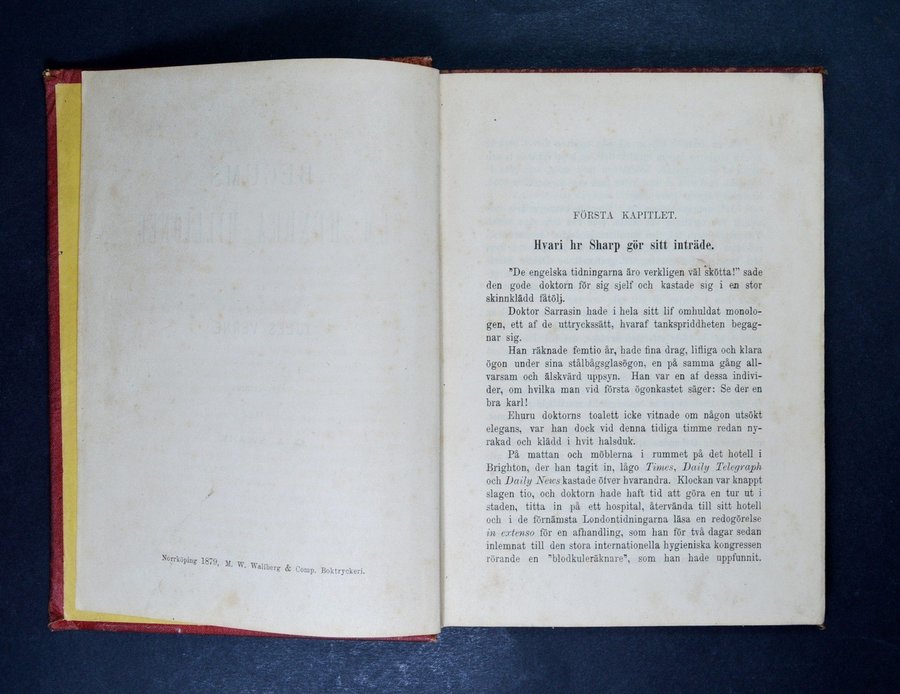 Norrköping 1879, M. W. Wallberg & Comp. Boktryckeri.
FÖRSTA KAPITLET.
Hvari hr Sharp gör sitt inträde.
"De engelska tidningarna äro verkligen väl skötta!" sade
den gode doktorn för sig sjelf och kastade sig i en stor
skinnklädd fåtölj.
Doktor Sarrasin hade i hela sitt lif omhuldat monolo-
gen, ett af de uttryckssätt, hvaraf tankspriddheten begag-
nar sig.
Han räknade femtio år, hade fina drag, lifliga och klara
ögon under sina stålbågsglasögon, en på samma gång all-
varsam och älskvärd uppsyn. Han var en af dessa indivi-
der, om hvilka man vid första ögonkastet säger: Se der en
bra karl!
Ehuru doktorns toalett icke vitnade om någon utsökt
elegans, var han dock vid denna tidiga timme redan ny-
rakad och klädd i hvit halsduk.
På mattan och möblerna i rummet på det hotell i
Brighton, der han tagit in, lågo Times, Daily Telegraph
och Daily News kastade öfver hvarandra. Klockan var knappt
slagen tio, och doktorn hade haft tid att göra en tur ut i
staden, titta in på ett hospital, återvända till sitt hotell
och i de förnämsta Londontidningarna läsa en redogörelse
in extenso för en afhandling, som han för två dagar sedan
inlemnat till den stora internationella hygieniska kongressen
rörande en "blodkuleräknare", som han hade uppfunnit.